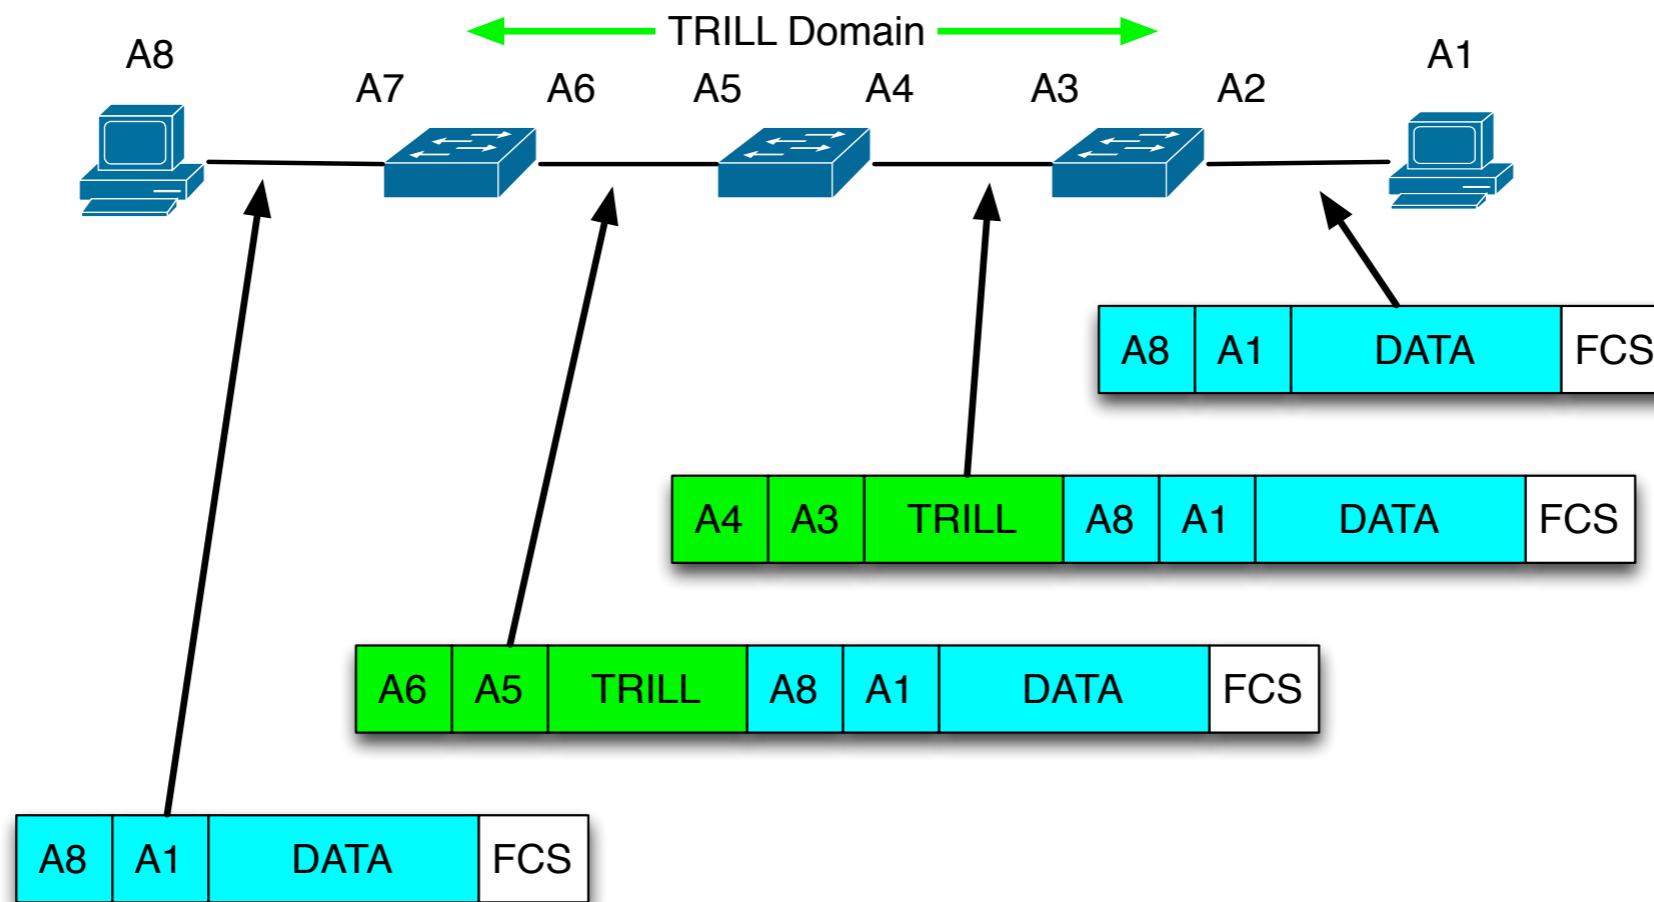 TRILL Domain
A8 A1
A7 A6 A5 A4 A3 A2
A8 A1 DATA FCS
A4 A3 TRILL A8 A1 DATA FCS
A6 A5 TRILL A8 A1 DATA FCS
A8 A1 DATA FCS